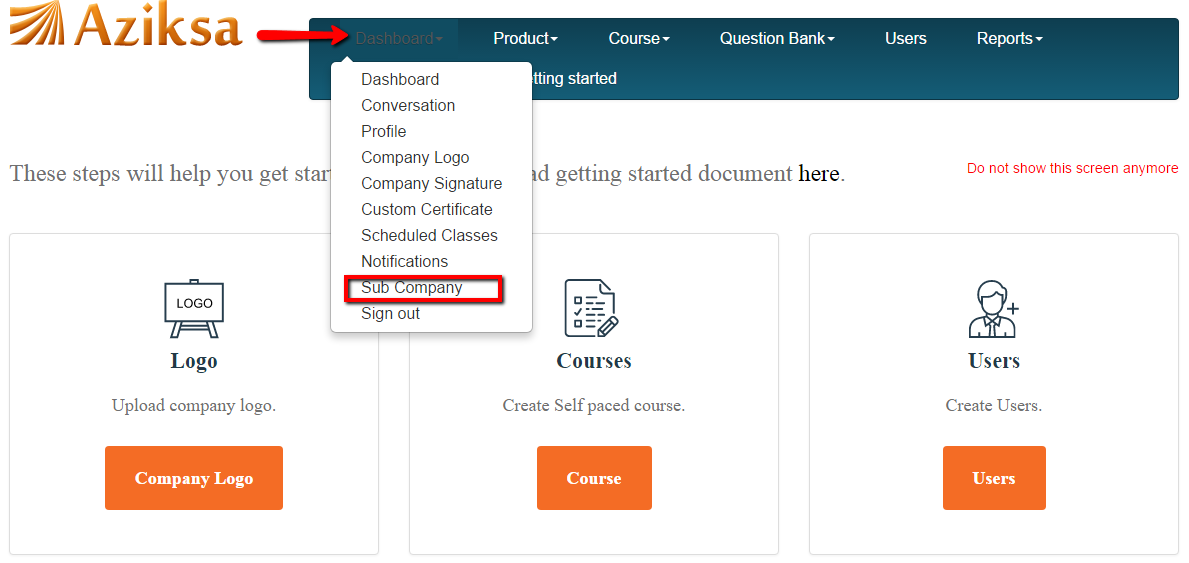 Aziksa
Dashboard Product Course Question Bank Users Reports
etting started
Dashboard
Conversation
Profile
Company Logo
Company Signature
Custom Certificate
Scheduled Classes
Notifications
Sub Company
Sign out
These steps will help you get star ad getting started document here.
Do not show this screen anymore
LOGO
Logo
Upload company logo.
Company Logo
Courses
Create Self paced course.
Course
Users
Create Users.
Users